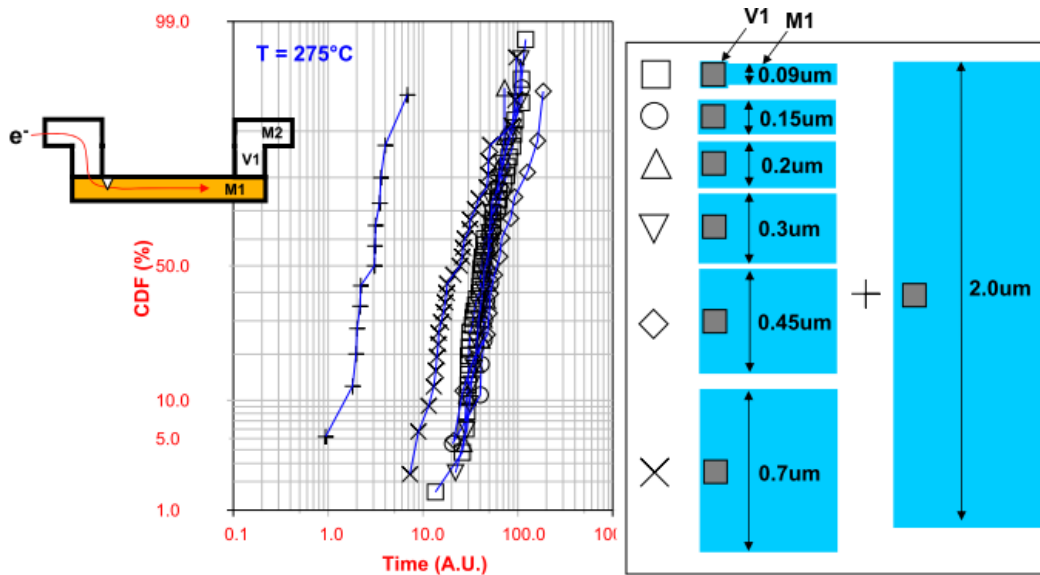 99.0
T = 275°C
50.0
10.0
5.0
1.0
CDF (%)
0.1
1.0
10.0
100.0
100
Time (A.U.)
e-
M2
V1
M1
V1
M1
0.09um
0.15um
0.2um
0.3um
0.45um
0.7um
2.0um